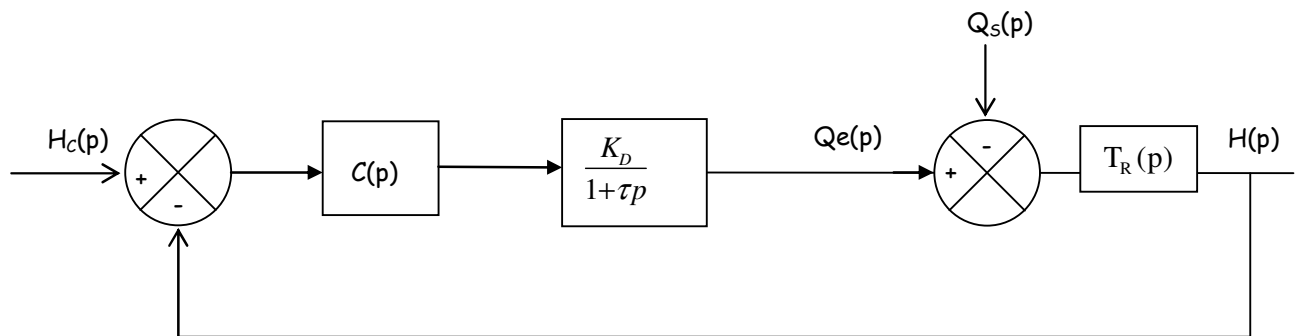 Qs(p)
Hc(p)
+
-
C(p)
K_D
1+τp
Qe(p)
-
+
T_R(p)
H(p)